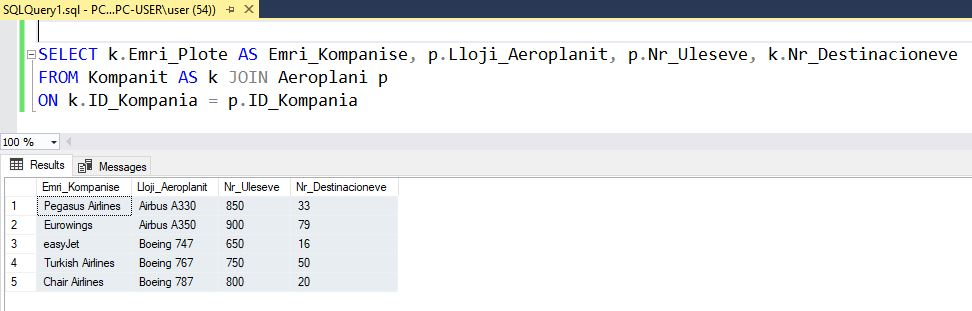 SQLQuery1.sql - PC...PC-USER\user (54))*
SELECT k.Emri_Plote AS Emri_Kompanise, p.Lloji_Aeroplanit, p.Nr_Uleseve, k.Nr_Destinacioneve
FROM Kompanit AS k JOIN Aeroplani p
ON k.ID_Kompania = p.ID_Kompania
100 %
Results Messages
Emri_Kompanise Lloji_Aeroplanit Nr_Uleseve Nr_Destinacioneve
1 Pegasus Airlines Airbus A330 850 33
2 Eurowings Airbus A350 900 79
3 easyJet Boeing 747 650 16
4 Turkish Airlines Boeing 767 750 50
5 Chair Airlines Boeing 787 800 20